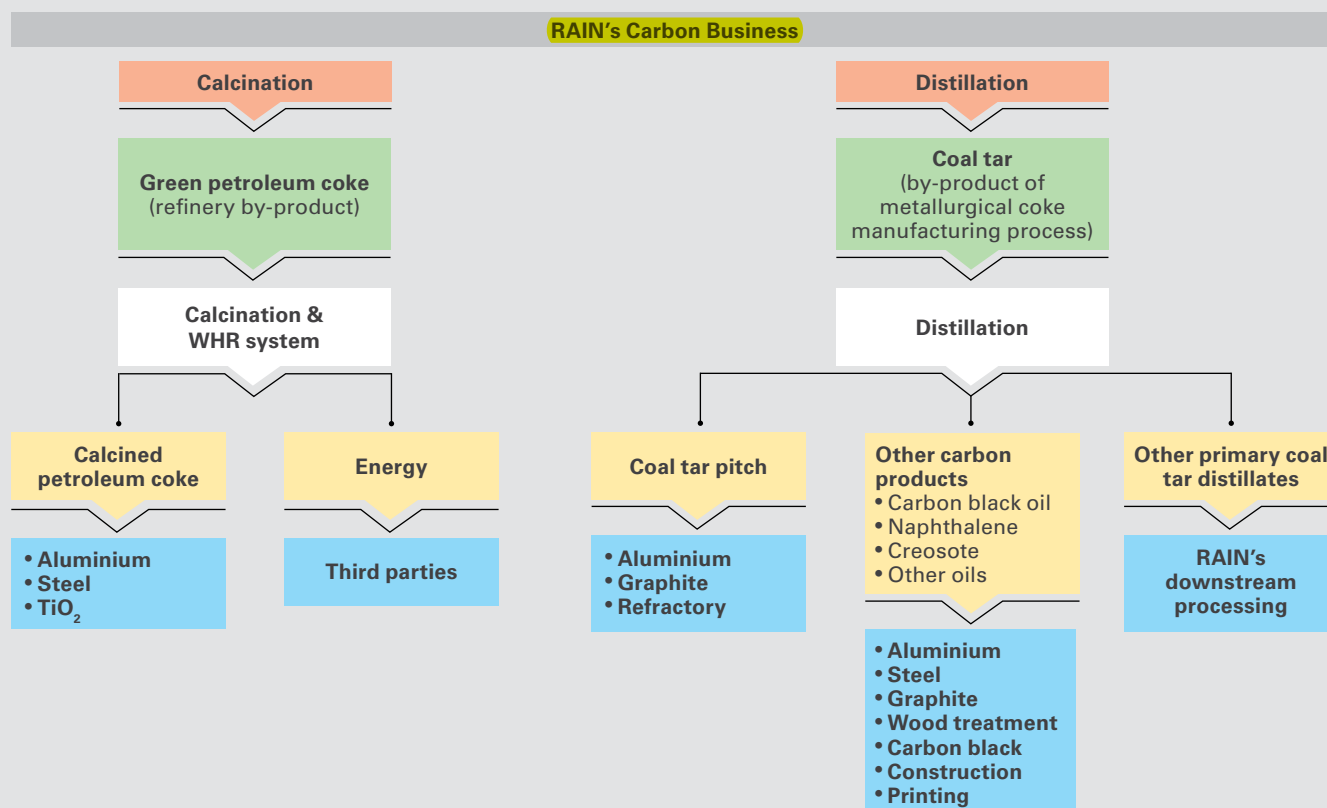 RAIN's Carbon Business
Calcination
Green petroleum coke
(refinery by-product)
Calcination &
WHR system
Calcined
petroleum coke
• Aluminium
• Steel
• TiO₂
Energy
Third parties
Distillation
Coal tar
(by-product of
metallurgical coke
manufacturing process)
Distillation
Coal tar pitch
• Aluminium
• Graphite
• Refractory
Other carbon
products
• Carbon black oil
• Naphthalene
• Creosote
• Other oils
• Aluminium
• Steel
• Graphite
• Wood treatment
• Carbon black
• Construction
• Printing
Other primary coal
tar distillates
RAIN's
downstream
processing